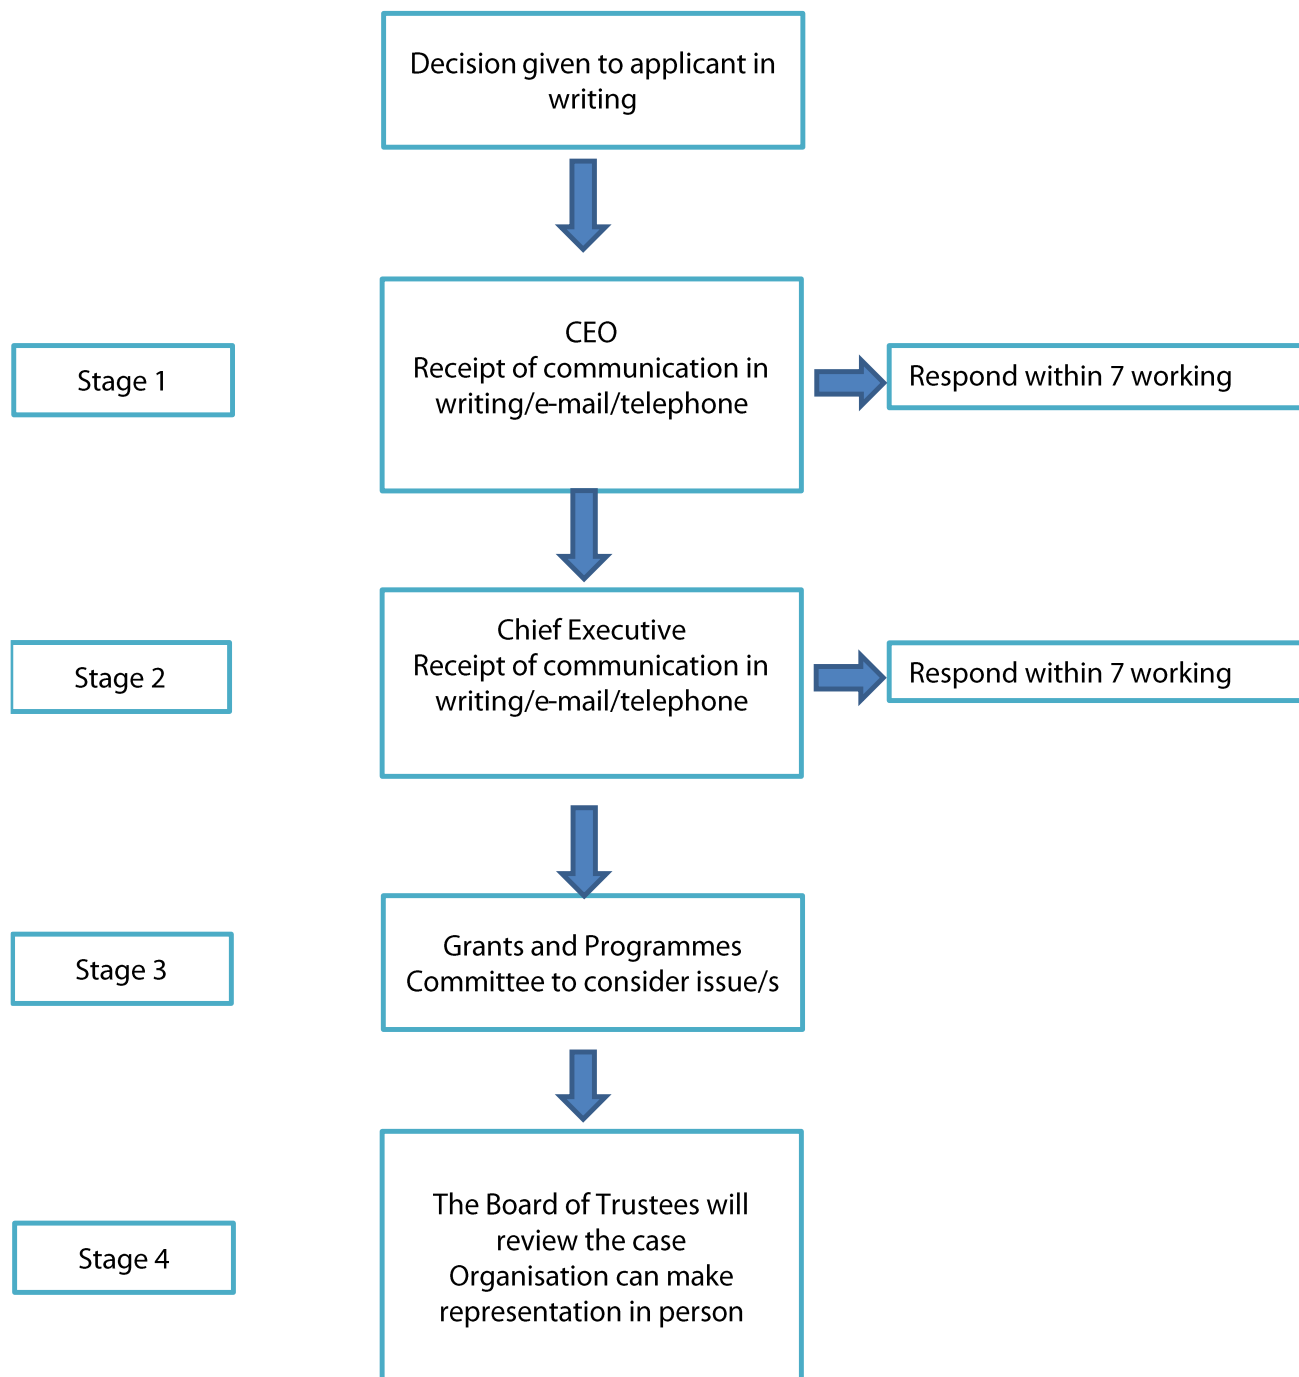 Decision given to applicant in
writing
Stage 1
CEO
Receipt of communication in
writing/e-mail/telephone
Respond within 7 working
Stage 2
Chief Executive
Receipt of communication in
writing/e-mail/telephone
Respond within 7 working
Stage 3
Grants and Programmes
Committee to consider issue/s
Stage 4
The Board of Trustees will
review the case
Organisation can make
representation in person